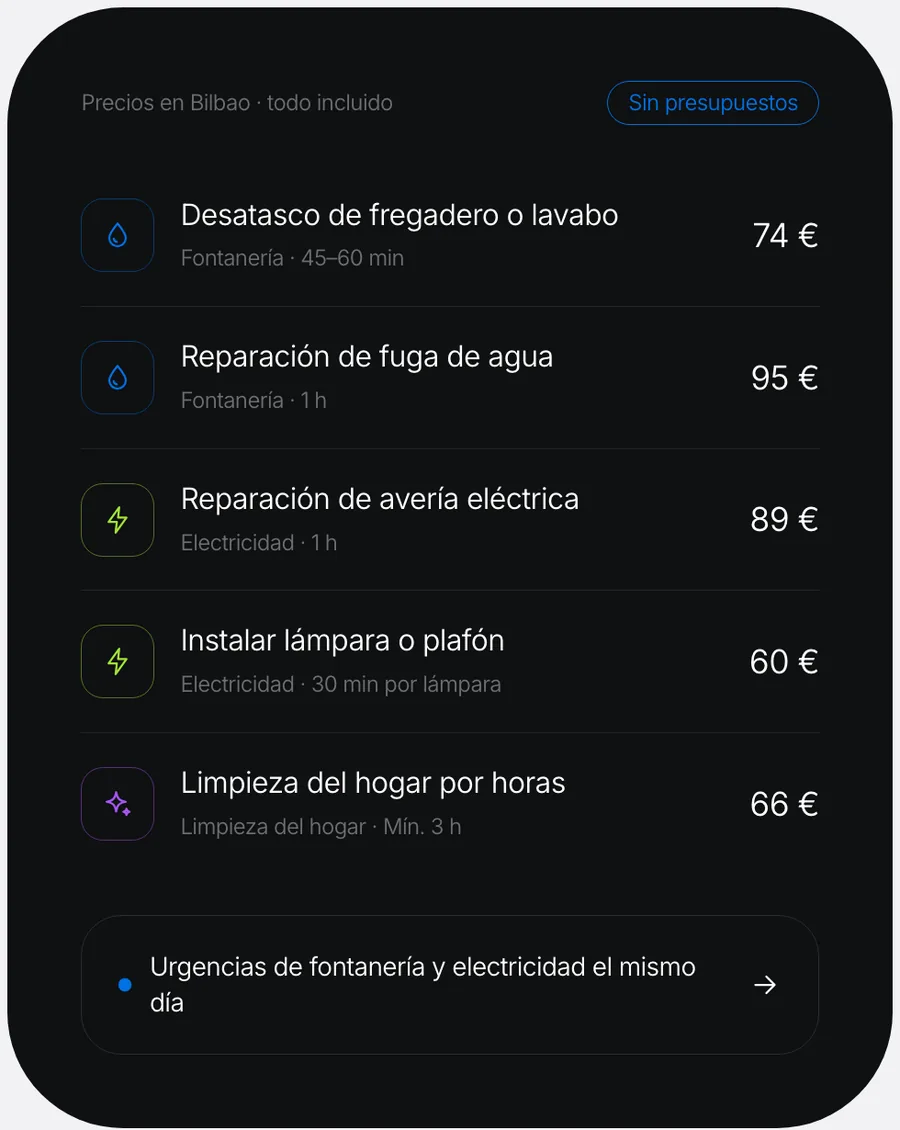 Precios en Bilbao · todo incluido
Sin presupuestos
Desatasco de fregadero o lavabo
Fontanería · 45–60 min
74 €
Reparación de fuga de agua
Fontanería · 1 h
95 €
Reparación de avería eléctrica
Electricidad · 1 h
89 €
Instalar lámpara o plafón
Electricidad · 30 min por lámpara
60 €
Limpieza del hogar por horas
Limpieza del hogar · Mín. 3 h
66 €
Urgencias de fontanería y electricidad el mismo
día